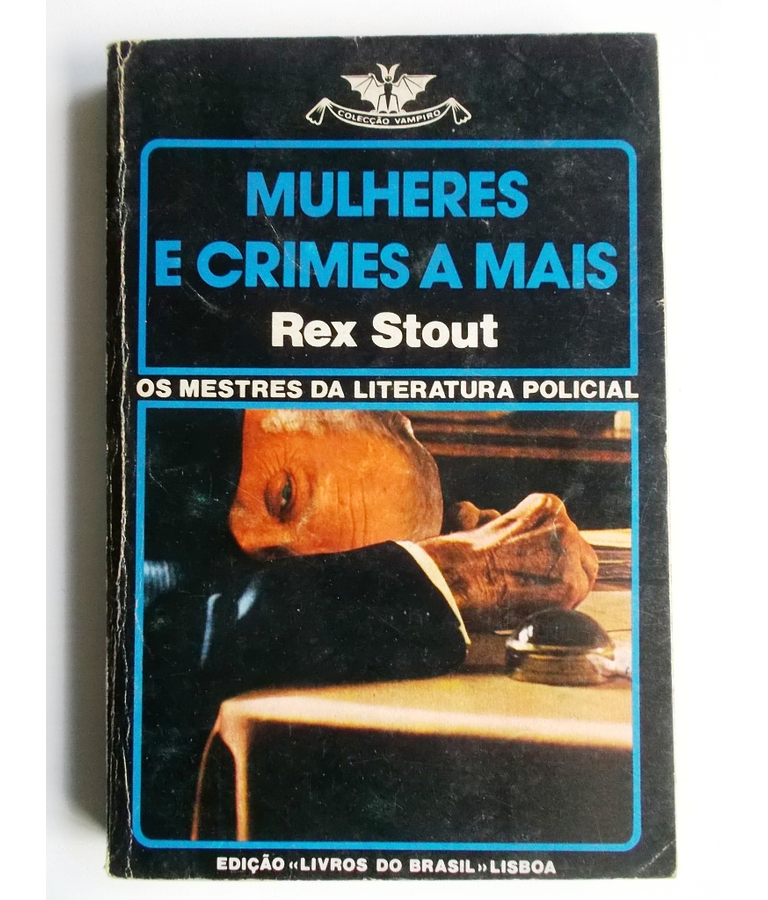 COLECÇÃO VAMPIRO
MULHERES
E CRIMES A MAIS
Rex Stout
OS MESTRES DA LITERATURA POLICIAL
EDIÇÃO «LIVROS DO BRASIL» LISBOA